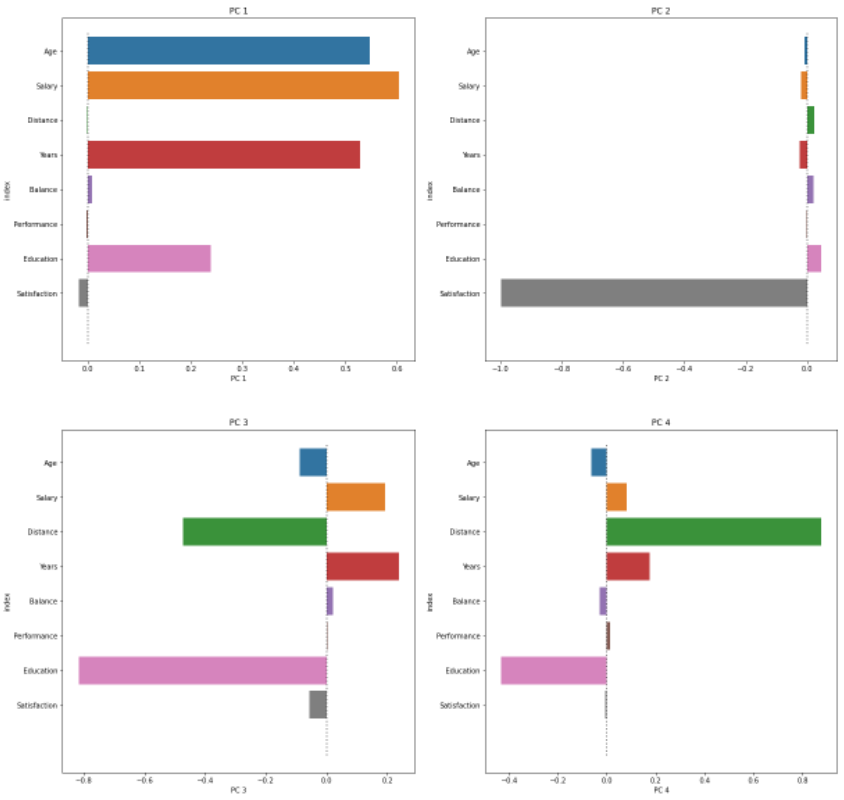 PC 1
Age
Salary
Distance
Years
Balance
Performance
Education
Satisfaction
index
0.0 0.1 0.2 0.3 0.4 0.5 0.6
PC 1
PC 2
Age
Salary
Distance
Years
Balance
Performance
Education
Satisfaction
index
−1.0 −0.8 −0.6 −0.4 −0.2 0.0
PC 2
PC 3
Age
Salary
Distance
Years
Balance
Performance
Education
Satisfaction
index
−0.8 −0.6 −0.4 −0.2 0.0 0.2
PC 3
PC 4
Age
Salary
Distance
Years
Balance
Performance
Education
Satisfaction
index
−0.4 −0.2 0.0 0.2 0.4 0.6 0.8
PC 4